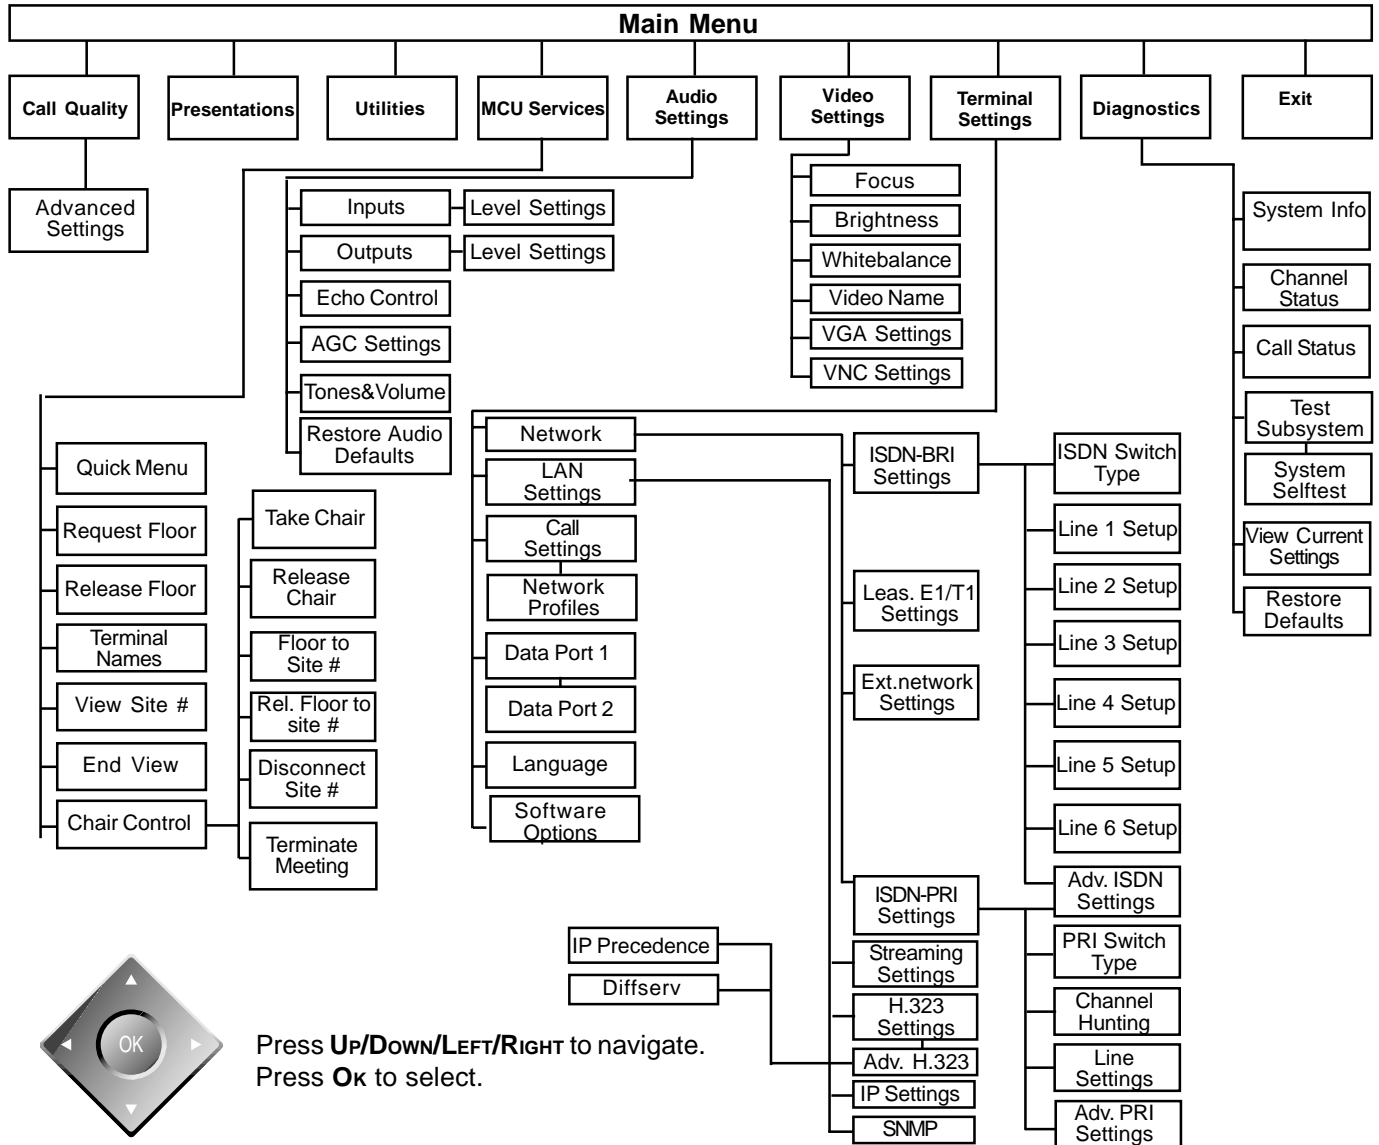 Main Menu
Call Quality
Presentations
Utilities
MCU Services
Audio
Settings
Video
Settings
Terminal
Settings
Diagnostics
Exit
Advanced
Settings
Inputs
Level Settings
Outputs
Level Settings
Echo Control
AGC Settings
Tones&Volume
Restore Audio
Defaults
Focus
Brightness
Whitebalance
Video Name
VGA Settings
VNC Settings
System Info
Channel
Status
Call Status
Test
Subsystem
System
Selftest
View Current
Settings
Restore
Defaults
Quick Menu
Request Floor
Release Floor
Terminal
Names
View Site #
End View
Chair Control
Take Chair
Release
Chair
Floor to
Site #
Rel. Floor to
site #
Disconnect
Site #
Terminate
Meeting
Network
LAN
Settings
Call
Settings
Network
Profiles
Data Port 1
Data Port 2
Language
Software
Options
ISDN-BRI
Settings
Leas. E1/T1
Settings
Ext.network
Settings
ISDN-PRI
Settings
Streaming
Settings
H.323
Settings
Adv. H.323
IP Settings
SNMP
IP Precedence
Diffserv
ISDN Switch
Type
Line 1 Setup
Line 2 Setup
Line 3 Setup
Line 4 Setup
Line 5 Setup
Line 6 Setup
Adv. ISDN
Settings
PRI Switch
Type
Channel
Hunting
Line
Settings
Adv. PRI
Settings
OK
Press UP/DOWN/LEFT/RIGHT to navigate.
Press OK to select.